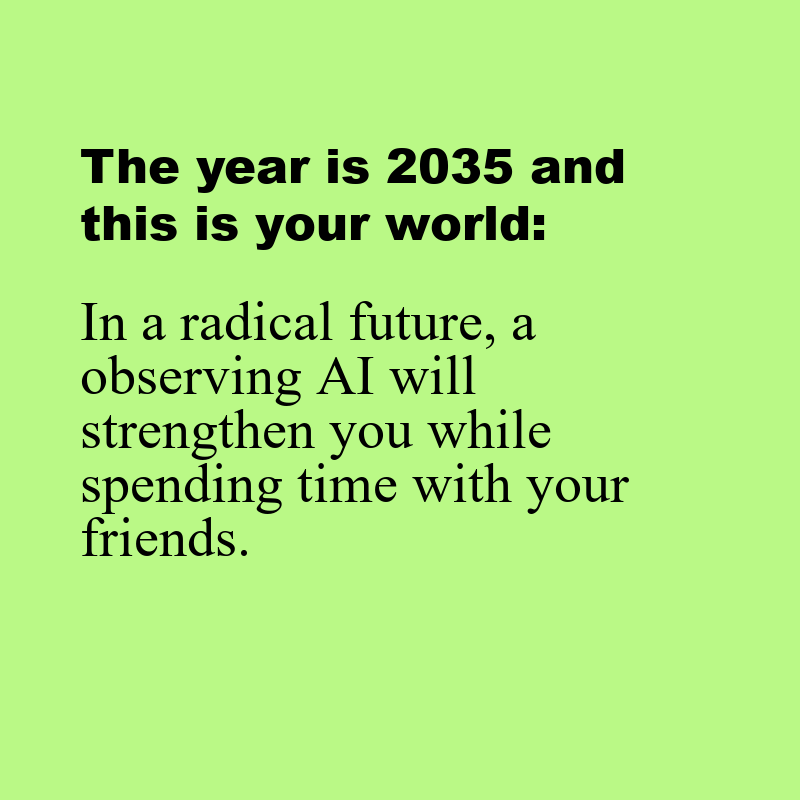 The year is 2035 and
this is your world:
In a radical future, a
observing AI will
strengthen you while
spending time with your
friends.